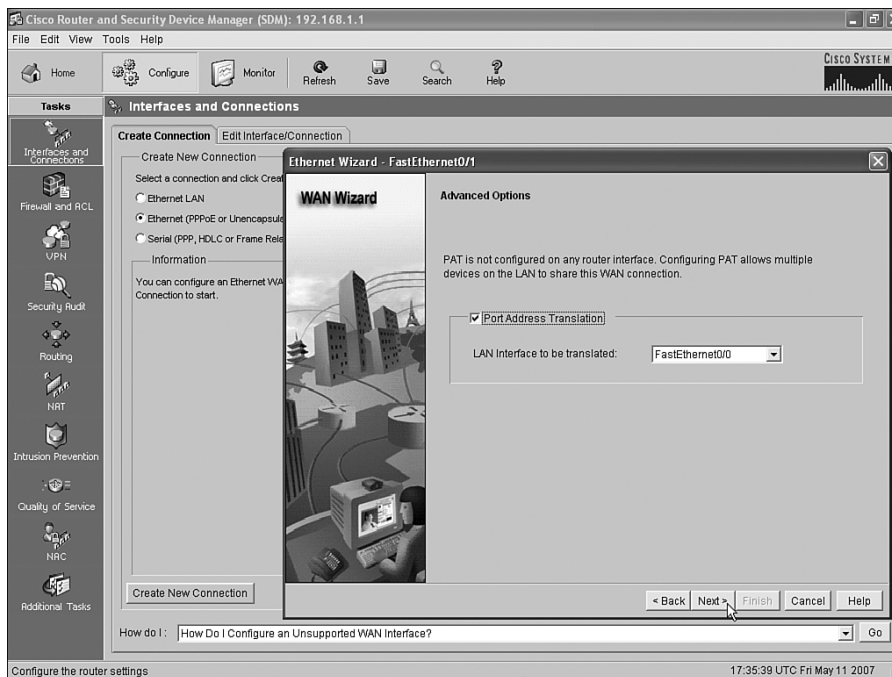 Cisco Router and Security Device Manager (SDM): 192.168.1.1
File Edit View Tools Help
Home
Configure
Monitor
Refresh
Save
Search
Help
CISCO SYSTEM
Tasks
Interfaces and Connections
Interfaces and
Connections
Firewall and ACL
VPN
Security Audit
Routing
NAT
Intrusion Prevention
Quality of Service
NAC
Additional Tasks
Create Connection
Edit Interface/Connection
Create New Connection
Select a connection and click Crea
Ethernet LAN
Ethernet (PPPoE or Unencapsule
Serial (PPP, HDLC or Frame Rela
Information
You can configure an Ethernet WA
Connection to start.
Create New Connection
Ethernet Wizard - FastEthernet0/1
WAN Wizard
Advanced Options
PAT is not configured on any router interface. Configuring PAT allows multiple
devices on the LAN to share this WAN connection.
Port Address Translation
LAN Interface to be translated:
FastEthernet0/0
< Back
Next >
Finish
Cancel
Help
How do I:
How Do I Configure an Unsupported WAN Interface?
Go
Configure the router settings
17:35:39 UTC Fri May 11 2007